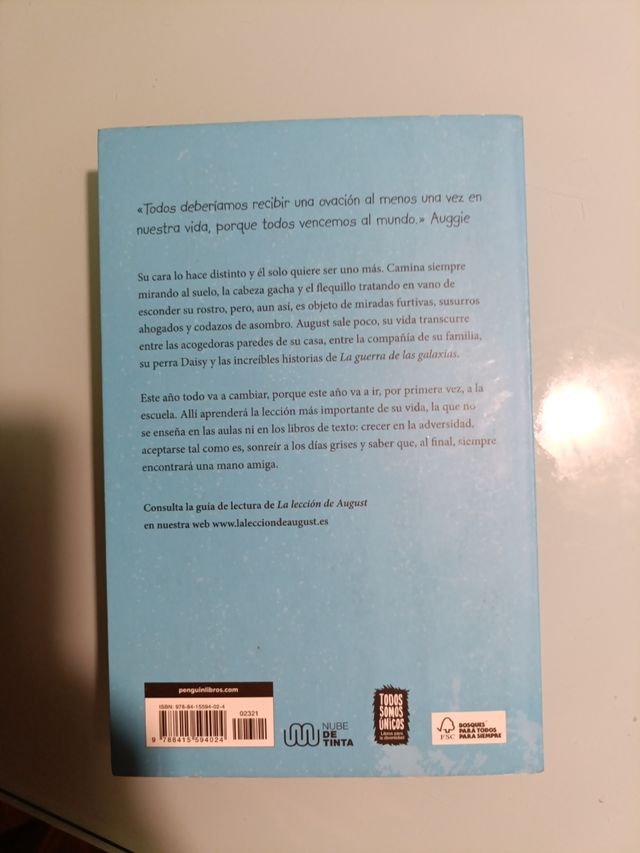 «Todos deberíamos recibir una ovación al menos una vez en
nuestra vida, porque todos vencemos al mundo.» Auggie
Su cara lo hace distinto y él solo quiere ser uno más. Camina siempre
mirando al suelo, la cabeza gacha y el flequillo tratando en vano de
esconder su rostro, pero, aun así, es objeto de miradas furtivas, susurros
ahogados y codazos de asombro. August sale poco, su vida transcurre
entre las acogedoras paredes de su casa, entre la compañía de su familia,
su perra Daisy y las increíbles historias de La guerra de las galaxias.
Este año todo va a cambiar, porque este año va a ir, por primera vez, a la
escuela. Allí aprenderá la lección más importante de su vida, la que no
se enseña en las aulas ni en los libros de texto: crecer en la adversidad,
aceptarse tal como es, sonreír a los días grises y saber que, al final, siempre
encontrará una mano amiga.
Consulta la guía de lectura de La lección de August
en nuestra web www.lalecciondeaugust.es
penguinlibros.com
ISBN: 978-84-15594-02-4
02321
9 788415 594024
NUBE
DE
TINTA
TODOS
SOMOS
ÚNICOS
Libros para
la diversidad
FSC
BOSQUES
PARA TODOS
PARA SIEMPRE